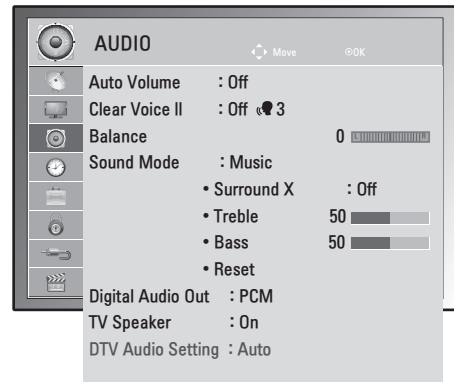 AUDIO
Move
OK
Auto Volume : Off
Clear Voice II : Off 3
Balance 0 L R
Sound Mode : Music
• Surround X : Off
• Treble 50
• Bass 50
• Reset
Digital Audio Out : PCM
TV Speaker : On
DTV Audio Setting : Auto